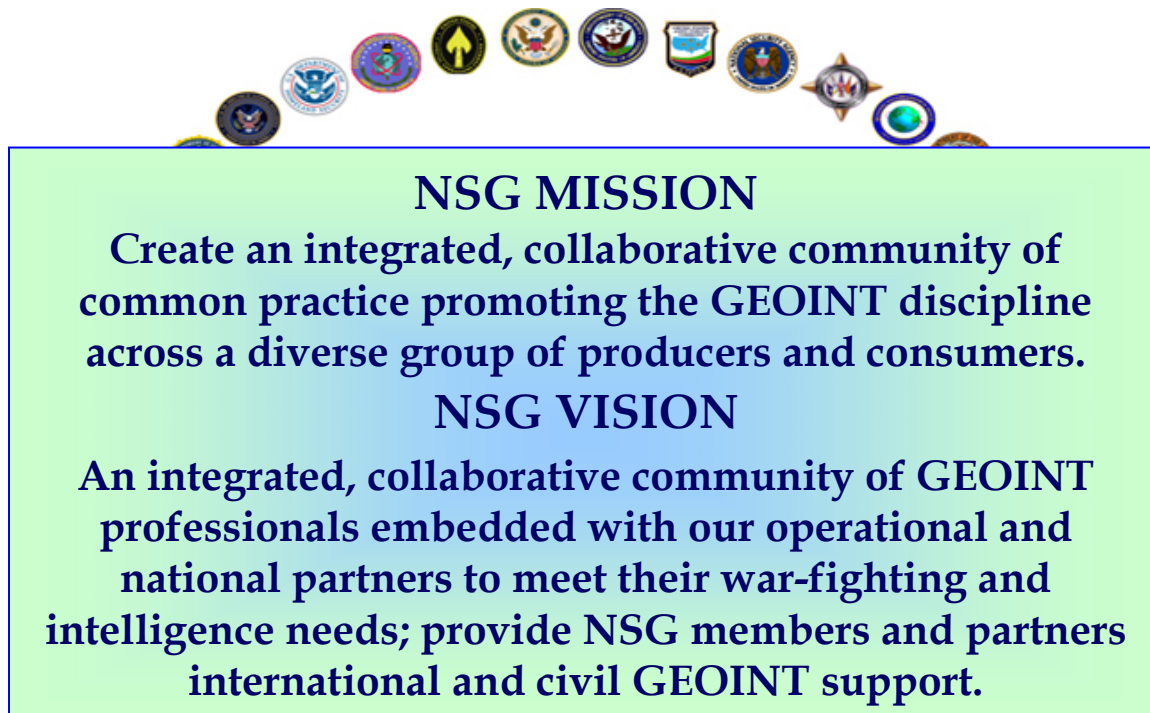 NSG MISSION
Create an integrated, collaborative community of
common practice promoting the GEOINT discipline
across a diverse group of producers and consumers.
NSG VISION
An integrated, collaborative community of GEOINT
professionals embedded with our operational and
national partners to meet their war-fighting and
intelligence needs; provide NSG members and partners
international and civil GEOINT support.